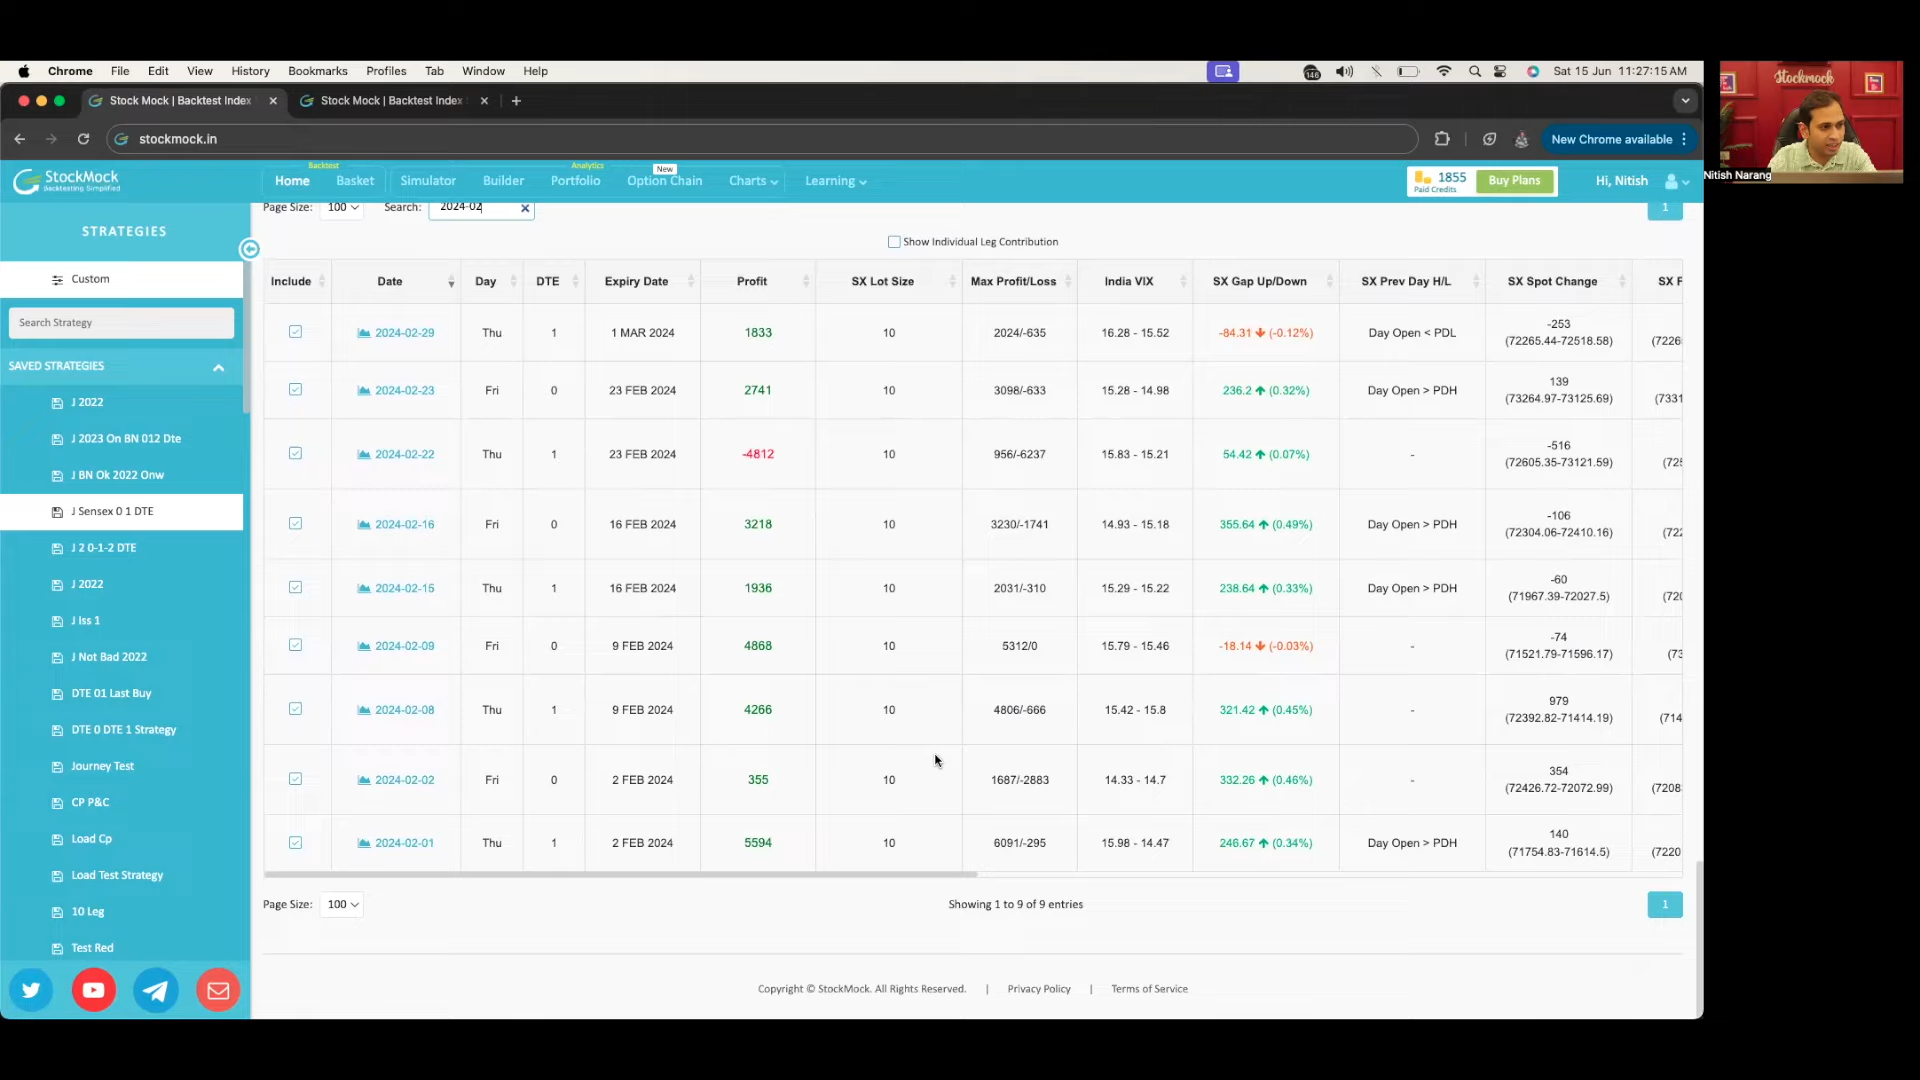 Chrome File Edit View History Bookmarks Profiles Tab Window Help
146
Sat 15 Jun 11:27:15 AM
Stock Mock | Backtest Index
Stock Mock | Backtest Index
stockmock.in
New Chrome available
StockMock
Backtesting Simplified
Backtest
Home Basket Simulator Builder
Analytics
Portfolio
New
Option Chain Charts Learning
1855
Paid Credits
Buy Plans
Hi, Nitish
Stockmock
Nitish Narang
STRATEGIES
Custom
Search Strategy
SAVED STRATEGIES
J 2022
J 2023 On BN 012 Dte
J BN Ok 2022 Onw
J Sensex 0 1 DTE
J 2 0-1-2 DTE
J 2022
J Iss 1
J Not Bad 2022
DTE 01 Last Buy
DTE 0 DTE 1 Strategy
Journey Test
CP P&C
Load Cp
Load Test Strategy
10 Leg
Test Red
Page Size: 100 Search: 2024-02
1
Show Individual Leg Contribution
Include Date Day DTE Expiry Date Profit SX Lot Size Max Profit/Loss India VIX SX Gap Up/Down SX Prev Day H/L SX Spot Change SX F
2024-02-29 Thu 1 1 MAR 2024 1833 10 2024/-635 16.28 - 15.52 -84.31 (-0.12%) Day Open < PDL -253
(72265.44-72518.58) (7226
2024-02-23 Fri 0 23 FEB 2024 2741 10 3098/-633 15.28 - 14.98 236.2 (0.32%) Day Open > PDH 139
(73264.97-73125.69) (7331
2024-02-22 Thu 1 23 FEB 2024 -4812 10 956/-6237 15.83 - 15.21 54.42 (0.07%) - -516
(72605.35-73121.59) (725
2024-02-16 Fri 0 16 FEB 2024 3218 10 3230/-1741 14.93 - 15.18 355.64 (0.49%) Day Open > PDH -106
(72304.06-72410.16) (722
2024-02-15 Thu 1 16 FEB 2024 1936 10 2031/-310 15.29 - 15.22 238.64 (0.33%) Day Open > PDH -60
(71967.39-72027.5) (720
2024-02-09 Fri 0 9 FEB 2024 4868 10 5312/0 15.79 - 15.46 -18.14 (-0.03%) - -74
(71521.79-71596.17) (73
2024-02-08 Thu 1 9 FEB 2024 4266 10 4806/-666 15.42 - 15.8 321.42 (0.45%) - 979
(72392.82-71414.19) (714
2024-02-02 Fri 0 2 FEB 2024 355 10 1687/-2883 14.33 - 14.7 332.26 (0.46%) - 354
(72426.72-72072.99) (7208
2024-02-01 Thu 1 2 FEB 2024 5594 10 6091/-295 15.98 - 14.47 246.67 (0.34%) Day Open > PDH 140
(71754.83-71614.5) (7220
Page Size: 100 Showing 1 to 9 of 9 entries 1
Copyright © StockMock. All Rights Reserved. | Privacy Policy | Terms of Service